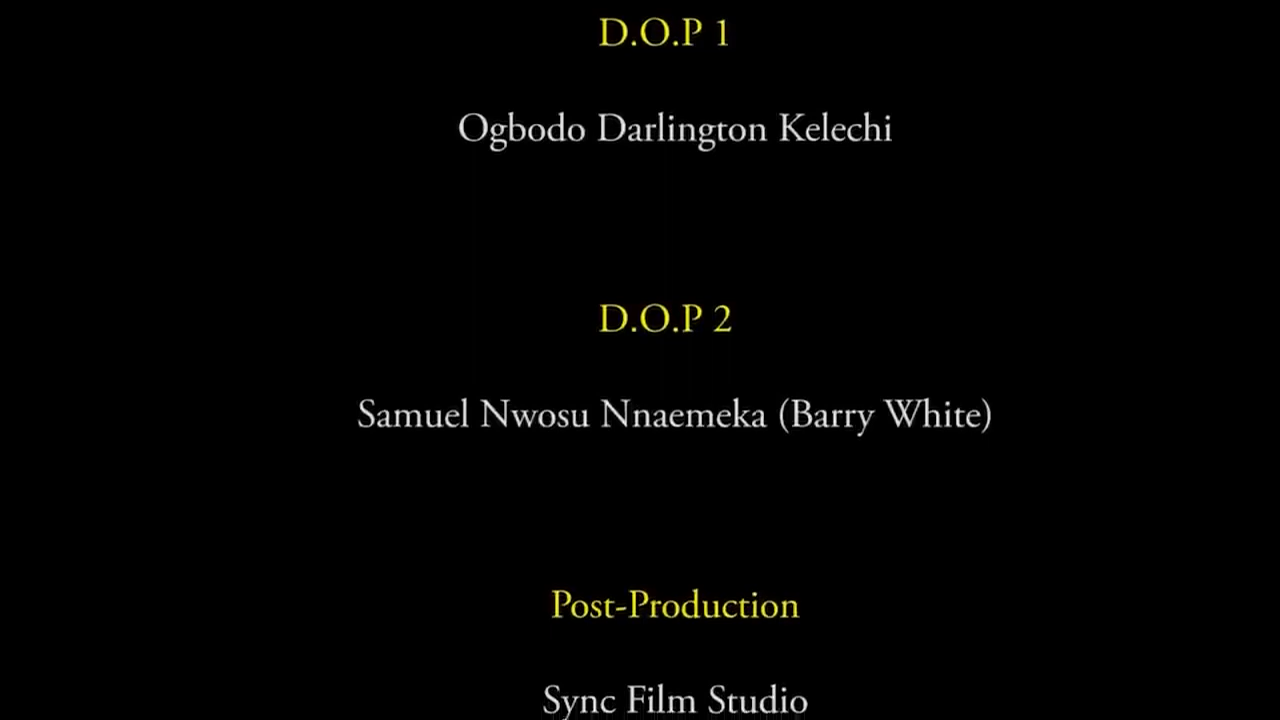 D.O.P 1
Ogbodo Darlington Kelechi
D.O.P 2
Samuel Nwosu Nnaemeka (Barry White)
Post-Production
Sync Film Studio